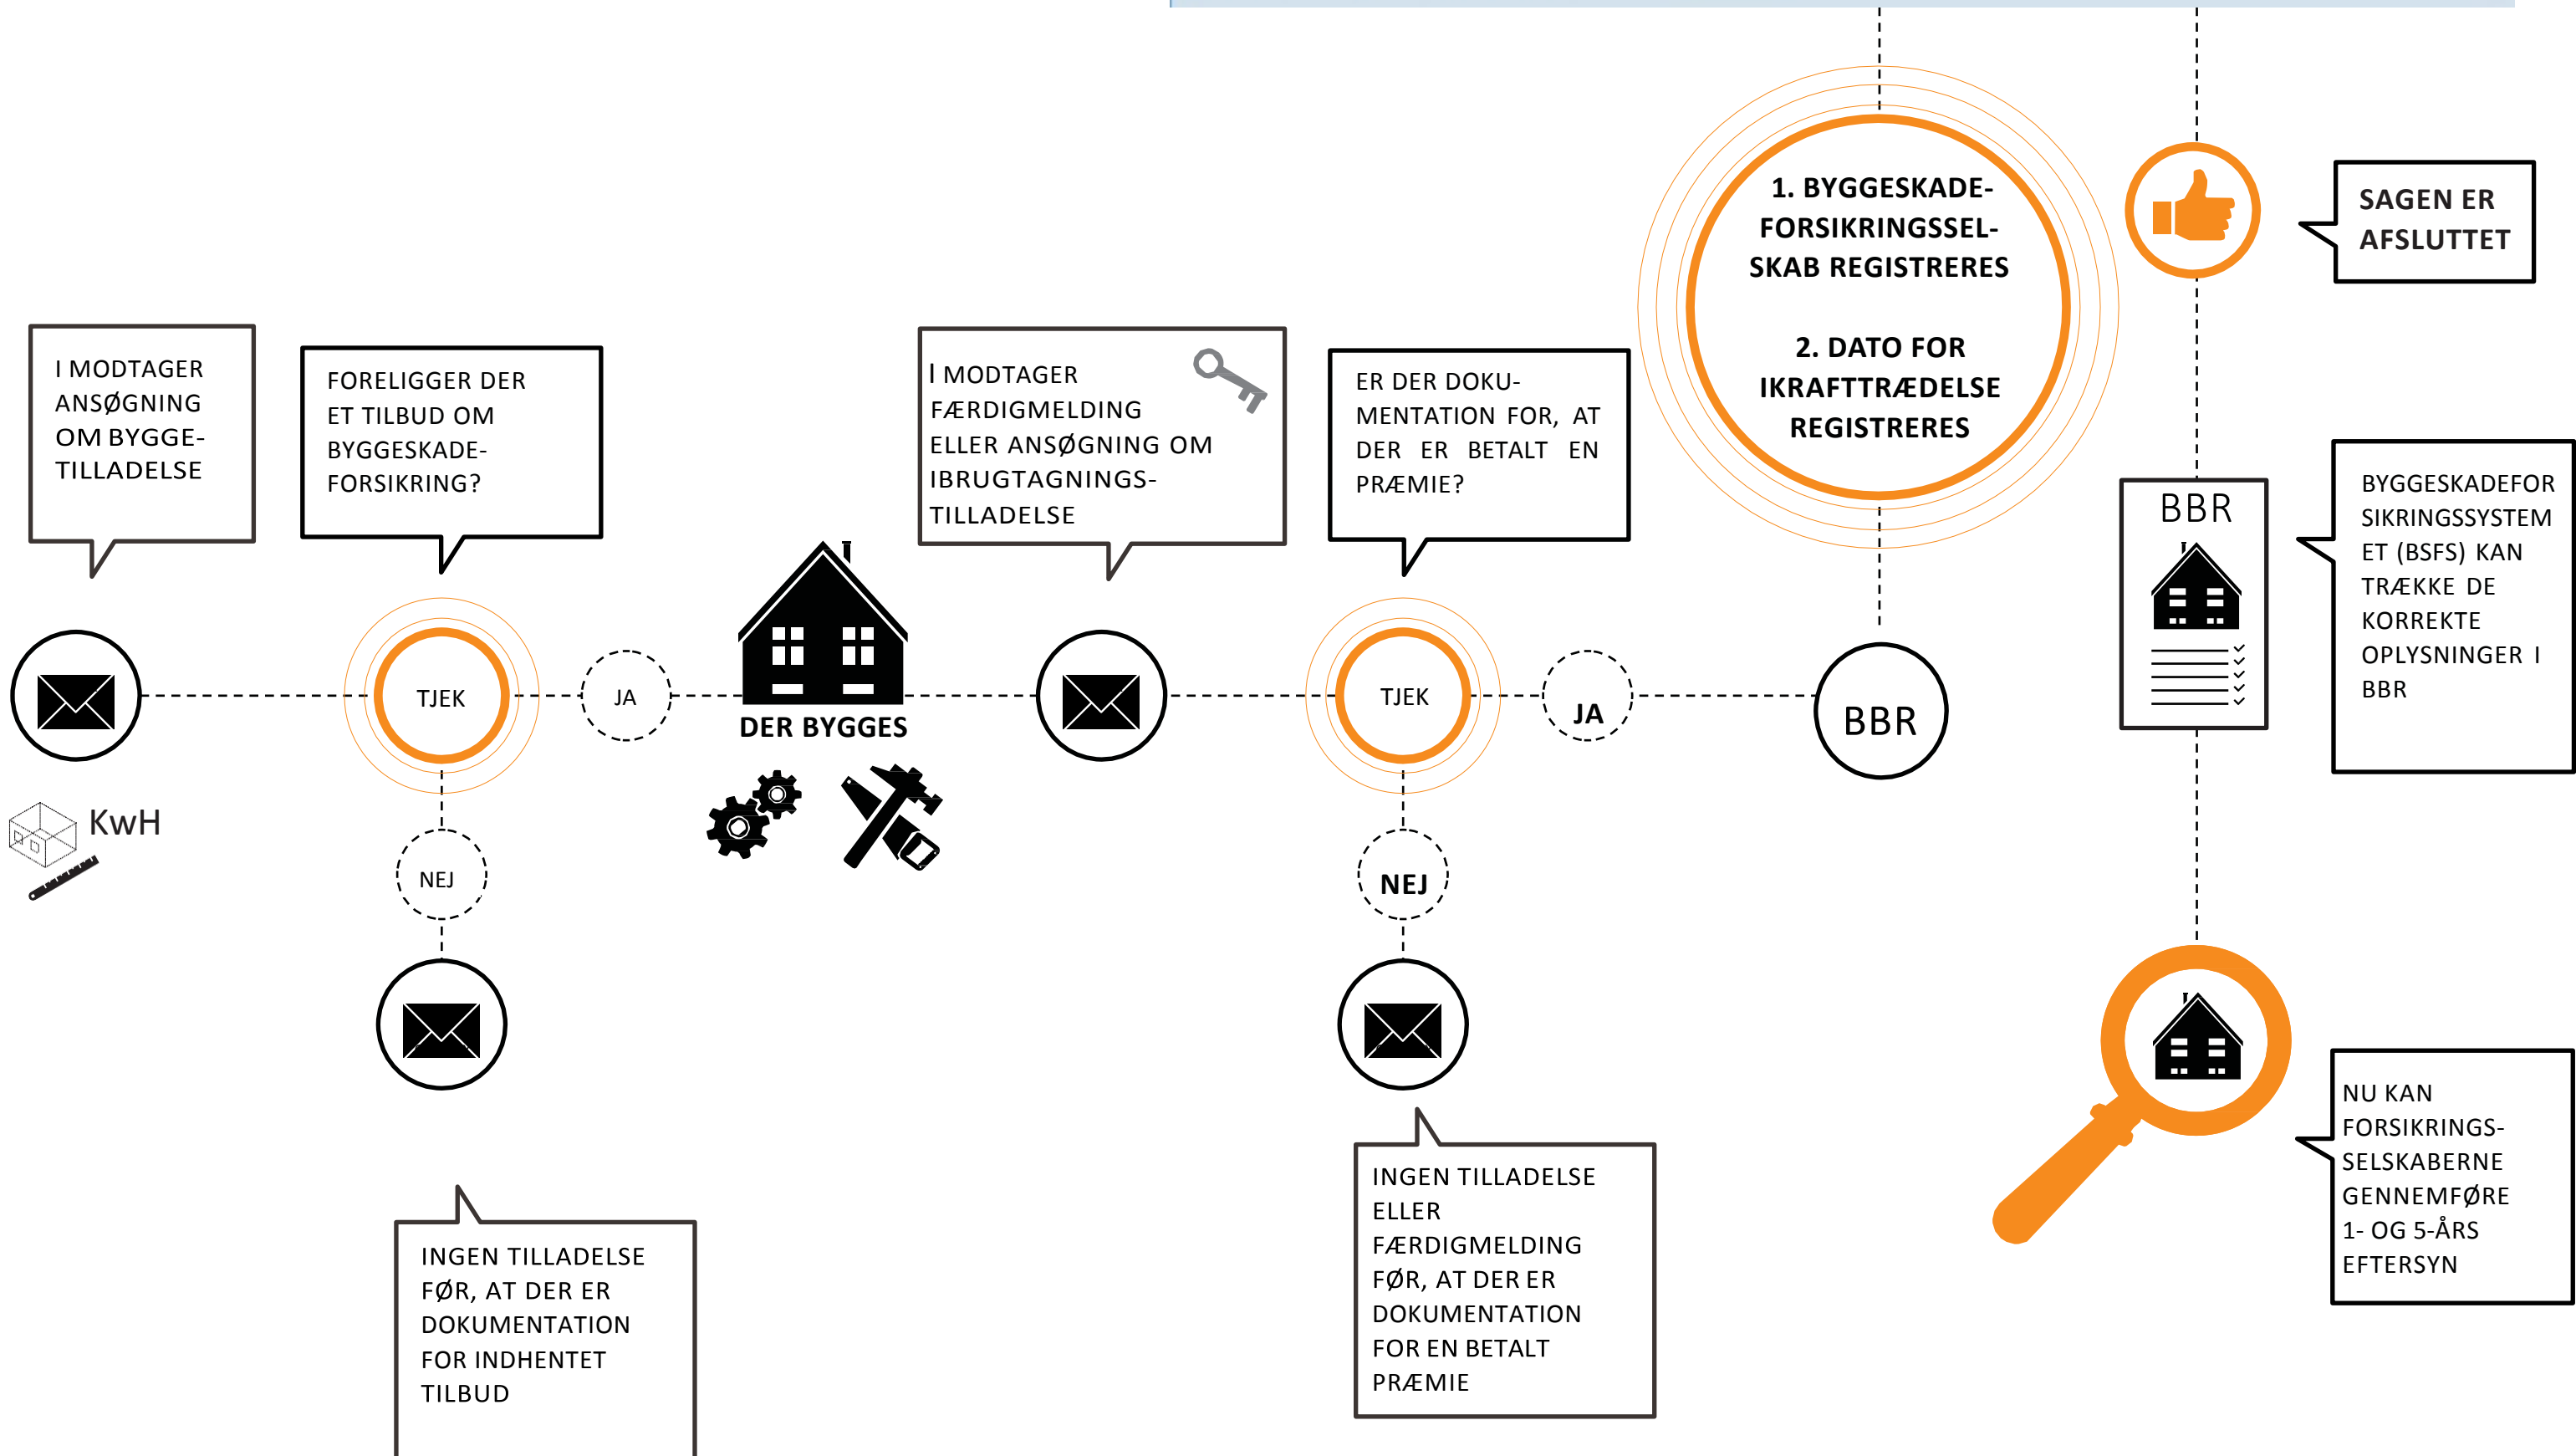 I MODTAGER
ANSØGNING
OM BYGGE-
TILLADELSE
KwH
FORELIGGER DER
ET TILBUD OM
BYGGESKADE-
FORSIKRING?
TJEK
JA
NEJ
INGEN TILLADELSE
FØR, AT DER ER
DOKUMENTATION
FOR INDHENTET
TILBUD
DER BYGGES
I MODTAGER
FÆRDIGMELDING
ELLER ANSØGNING OM
IBRUGTAGNINGS-
TILLADELSE
ER DER DOKU-
MENTATION FOR, AT
DER ER BETALT EN
PRÆMIE?
TJEK
JA
NEJ
INGEN TILLADELSE
ELLER
FÆRDIGMELDING
FØR, AT DER ER
DOKUMENTATION
FOR EN BETALT
PRÆMIE
BBR
1. BYGGESKADE-
FORSIKRINGSSEL-
SKAB REGISTRERES
2. DATO FOR
IKRAFTTRÆDELSE
REGISTRERES
SAGEN ER
AFSLUTTET
BBR
BYGGESKADEFOR
SIKRINGSSYSTEM
ET (BSFS) KAN
TRÆKKE DE
KORREKTE
OPLYSNINGER I
BBR
NU KAN
FORSIKRINGS-
SELSKABERNE
GENNEMFØRE
1- OG 5-ÅRS
EFTERSYN